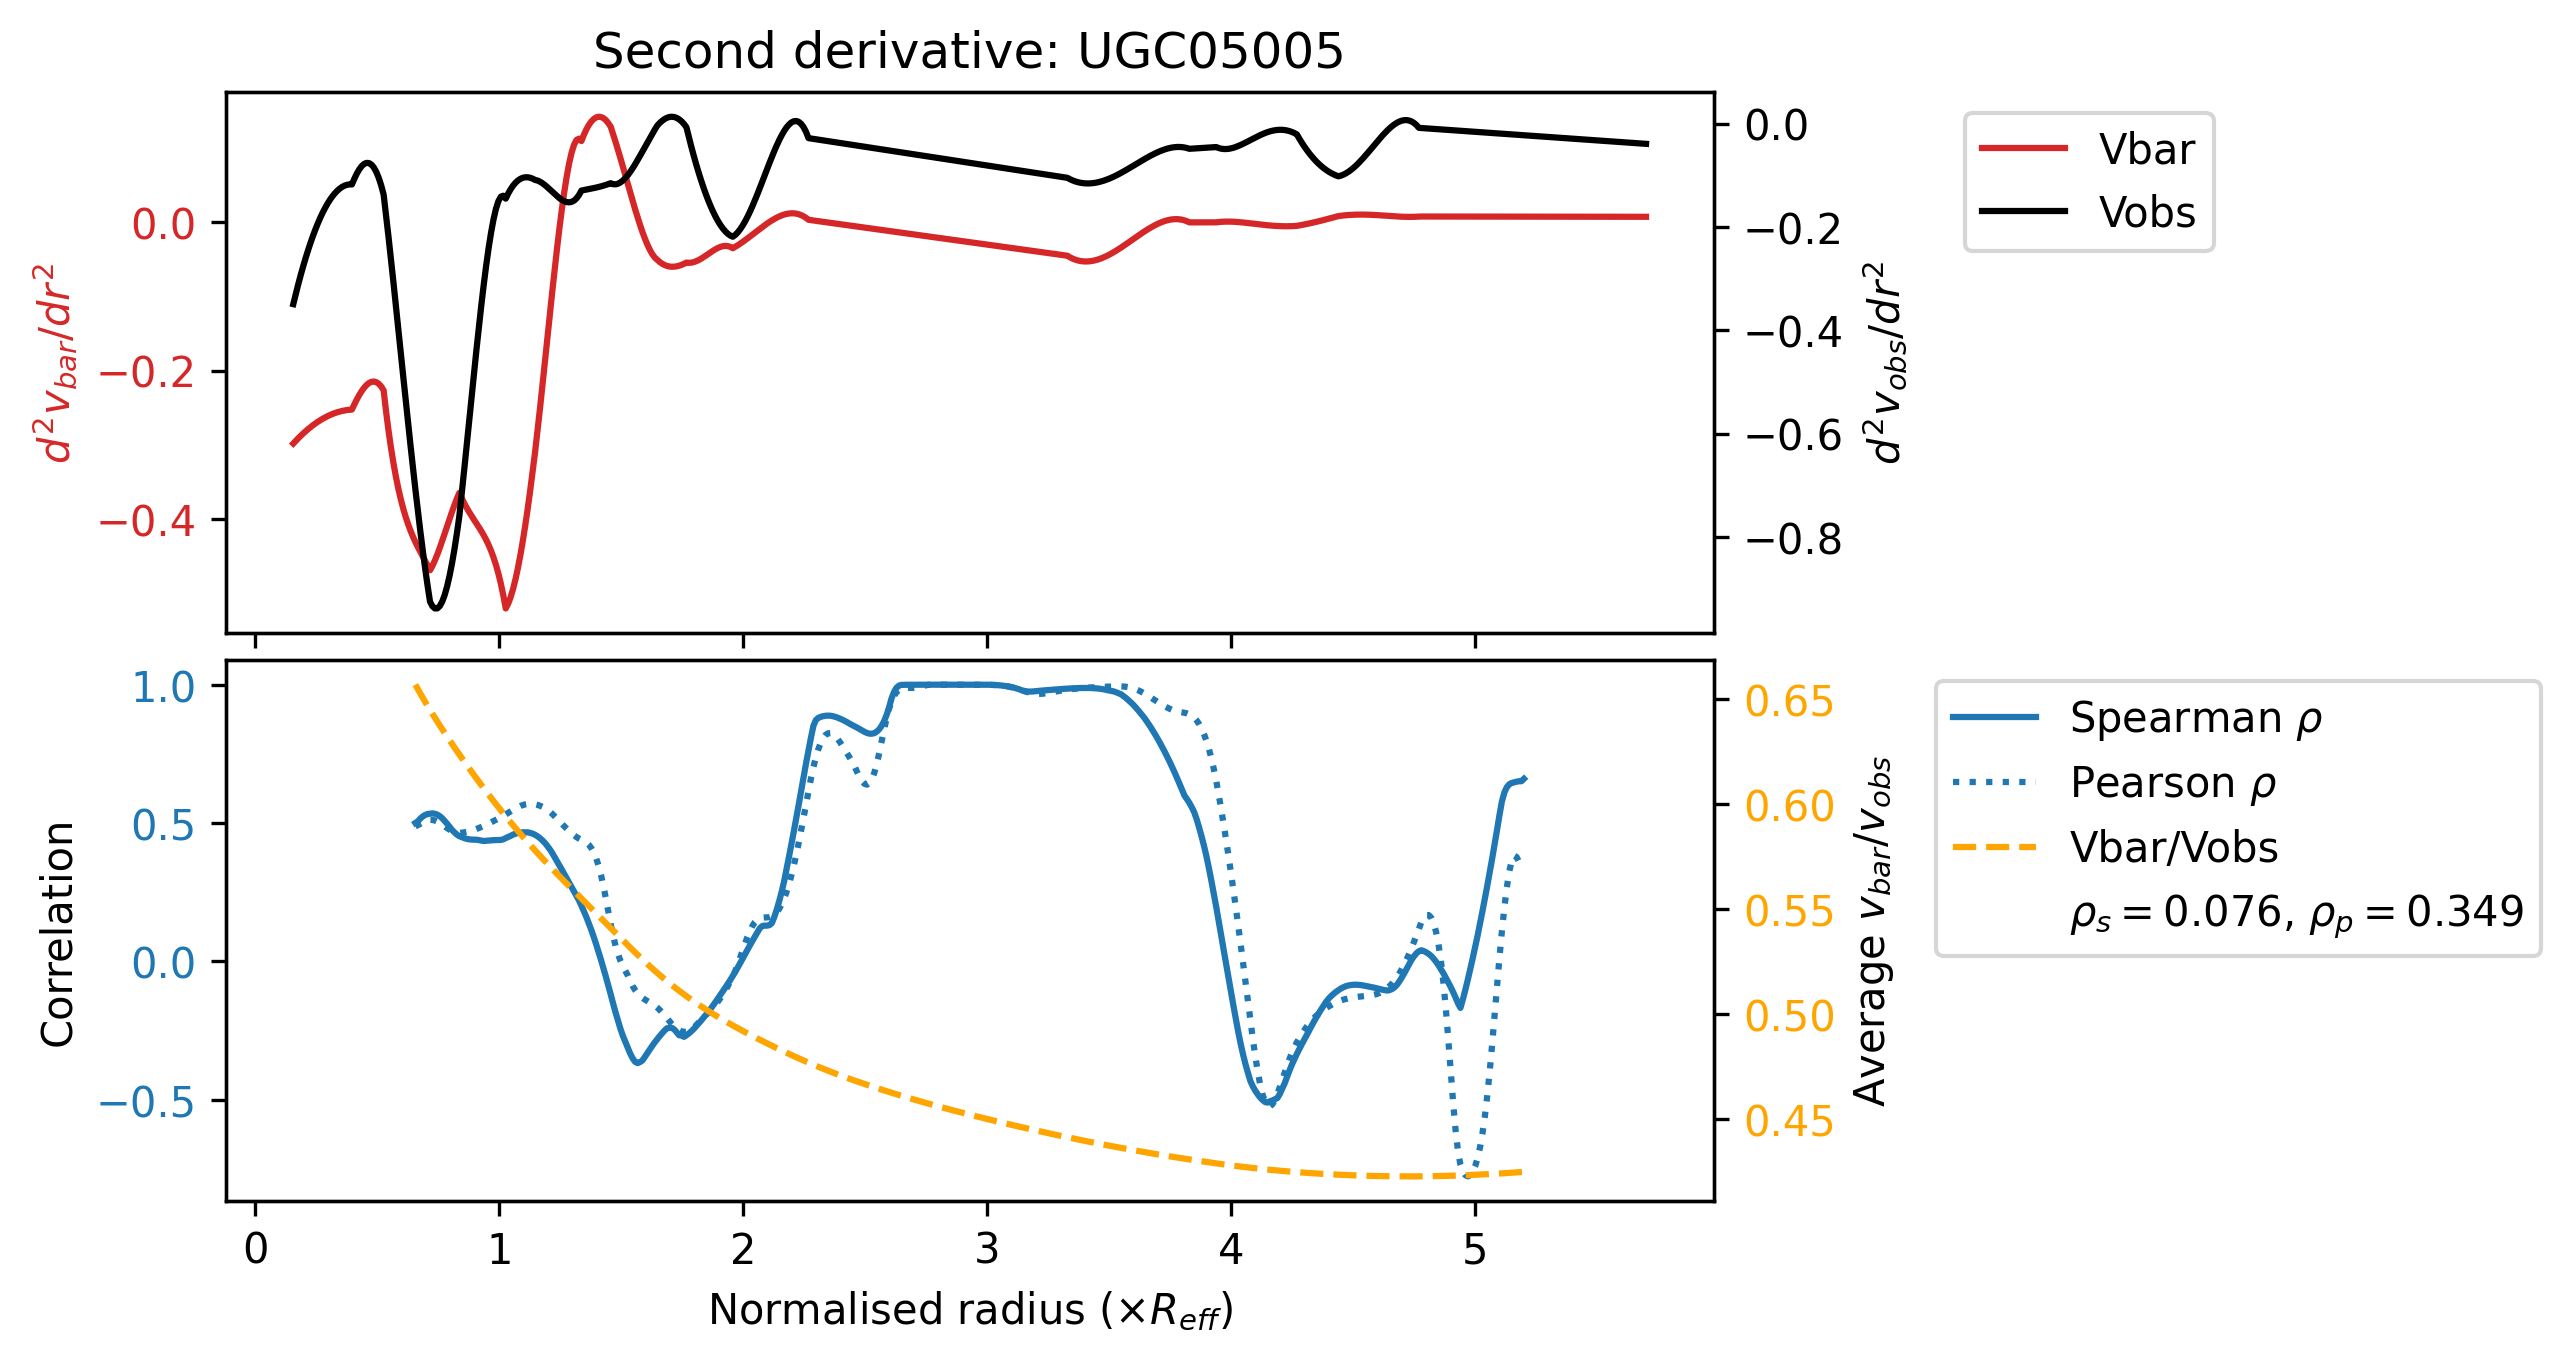 Second derivative: UGC05005
0.0
−0.2
−0.4
d²v_bar/dr²
0.0
−0.2
−0.4
−0.6
−0.8
d²v_obs/dr²
Vbar
Vobs
1.0
0.5
0.0
−0.5
Correlation
0.65
0.60
0.55
0.50
0.45
Average v_bar/v_obs
Spearman ρ
Pearson ρ
Vbar/Vobs
ρ_s = 0.076, ρ_p = 0.349
0 1 2 3 4 5
Normalised radius (×R_eff)